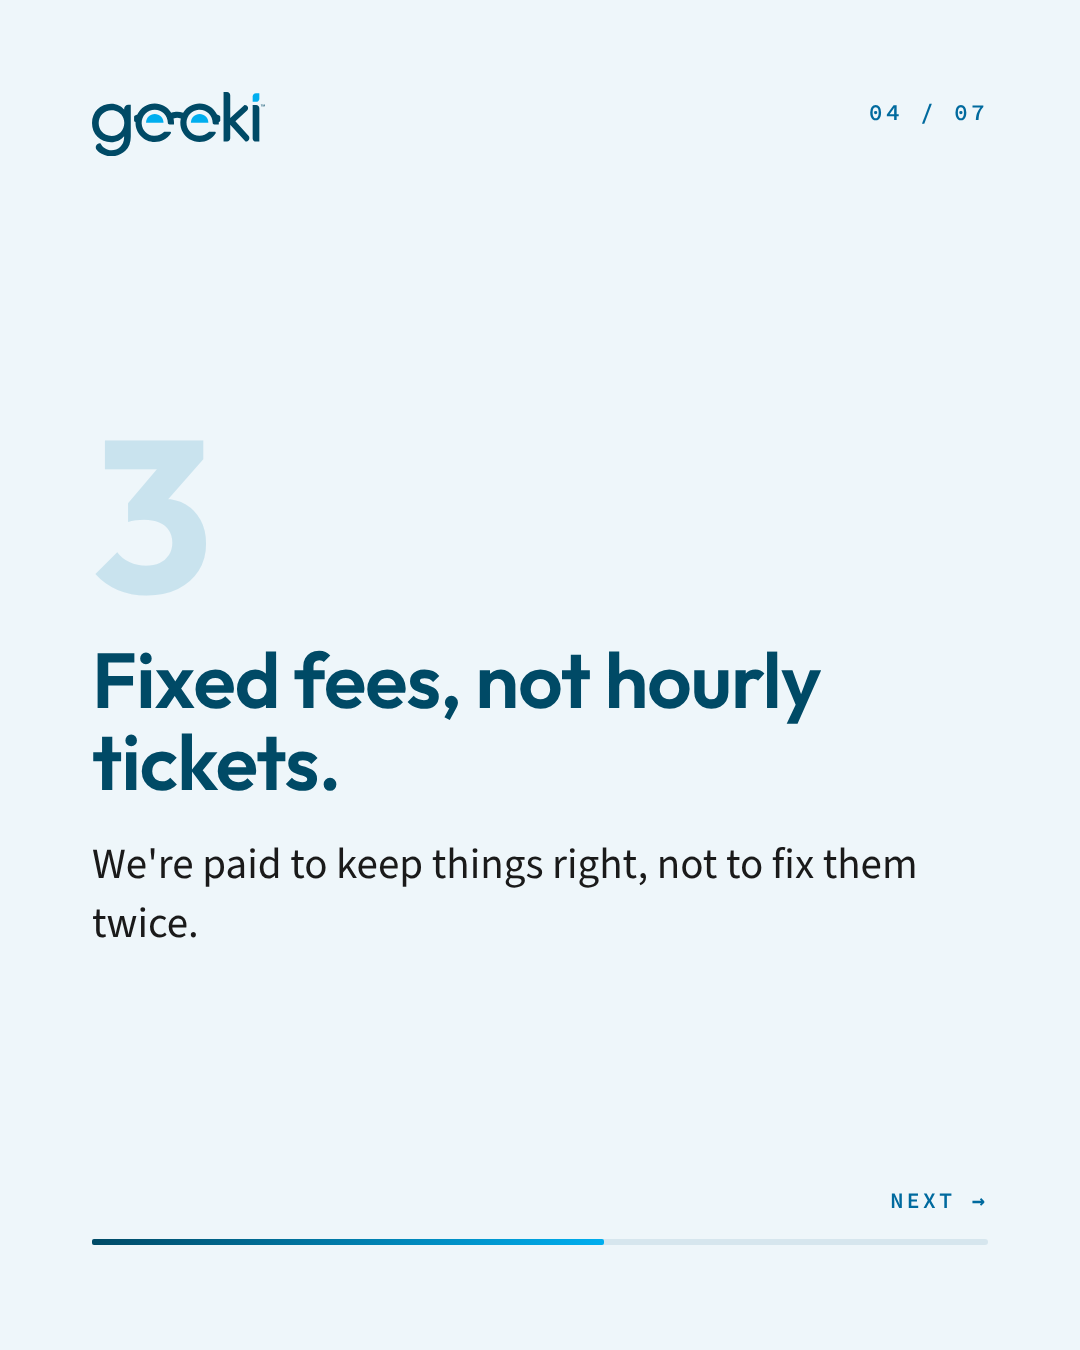 geeki™
04 / 07
3
Fixed fees, not hourly
tickets.
We're paid to keep things right, not to fix them
twice.
NEXT →